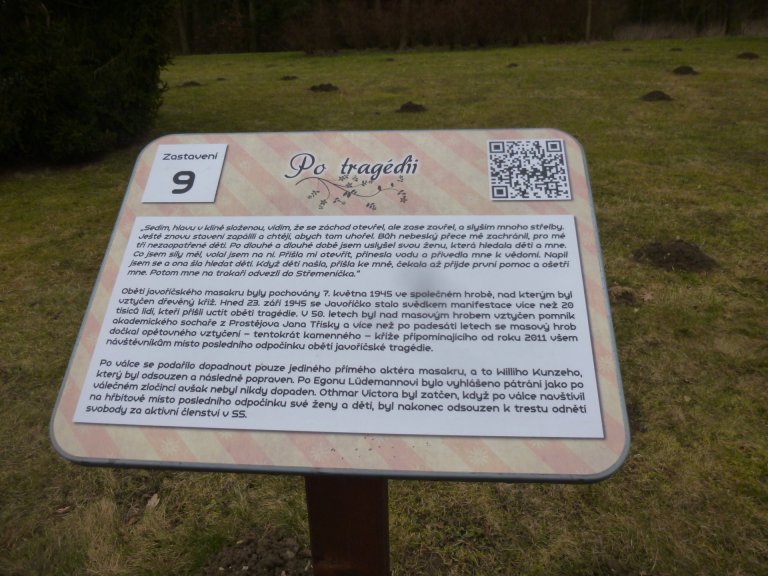 Zastavení
9
Po tragédii
„Sedím, hlavu v klíně složenou, vidím, že se záchod otevřel, ale zase zavřel, a slyším mnoho střelby.
Ještě znovu stavení zapálili a chtějí, abych tam uhořel. Bůh nebeský přece mě zachránil, pro mé
tři nezaopatřené děti. Po dlouhé a dlouhé době jsem uslyšel svou ženu, která hledala děti a mne.
Co jsem síly měl, volal jsem na ni. Přišla mi otevřít, přinesla vodu a přivedla mne k vědomí. Napil
jsem se a ona šla hledat děti. Když děti našla, přišla ke mně, čekala až přijde první pomoc a ošetří
mne. Potom mne na trakaři odvezli do Střemeníčka.“
Oběti javoříčského masakru byly pochovány 7. května 1945 ve společném hrobě, nad kterým byl
vztyčen dřevěný kříž. Hned 23. září 1945 se Javoříčko stalo svědkem manifestace více než 20
tisíců lidí, kteří přišli uctít oběti tragédie. V 50. letech byl nad masovým hrobem vztyčen pomník
akademického sochaře z Prostějova Jana Třísky a více než po padesáti letech se masový hrob
dočkal opětovného vztyčení – tentokrát kamenného – kříže připomínajícího od roku 2011 všem
návštěvníkům místo posledního odpočinku obětí javoříčské tragédie.
Po válce se podařilo dopadnout pouze jediného přímého aktéra masakru, a to Williho Kunzeho,
který byl odsouzen a následně popraven. Po Egonu Lüdemannovi bylo vyhlášeno pátrání jako po
válečném zločinci avšak nebyl nikdy dopaden. Othmar Victora byl zatčen, když po válce navštívil
na hřbitově místo posledního odpočinku své ženy a dětí, byl nakonec odsouzen k trestu odnětí
svobody za aktivní členství v SS.